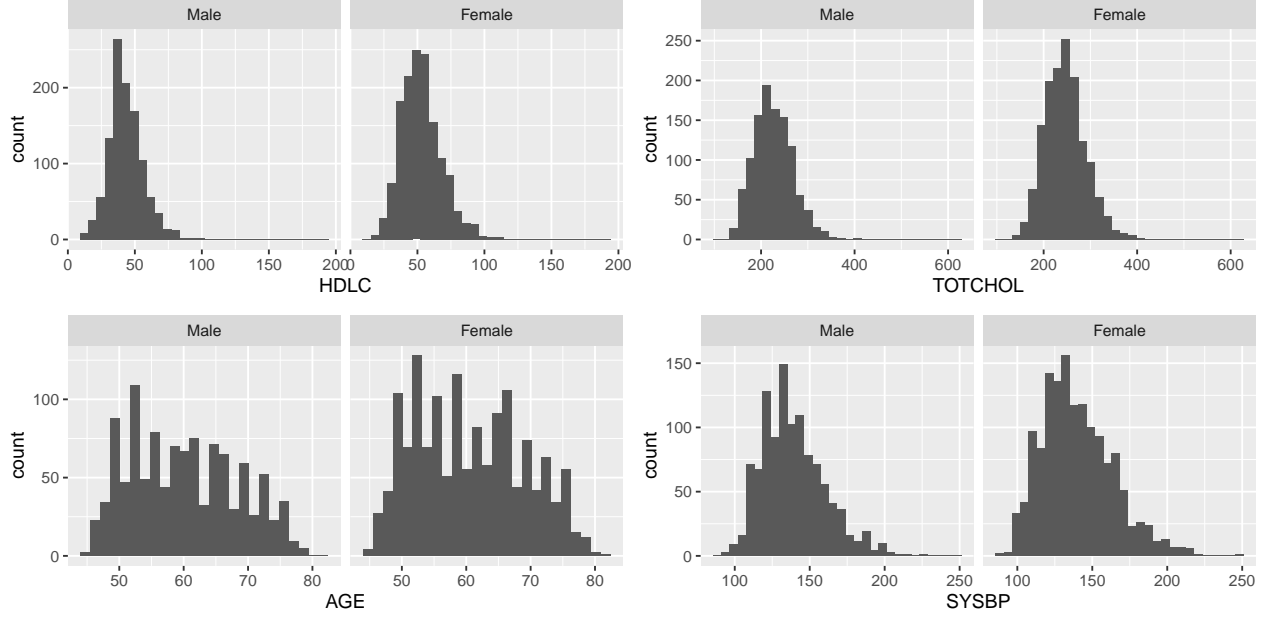 Male Female
200
100
0
count
0 50 100 150 200 0 50 100 150 200
HDLC
Male Female
250
200
150
100
50
0
count
200 400 600 200 400 600
TOTCHOL
Male Female
100
50
0
count
50 60 70 80 50 60 70 80
AGE
Male Female
150
100
50
0
count
100 150 200 250 100 150 200 250
SYSBP